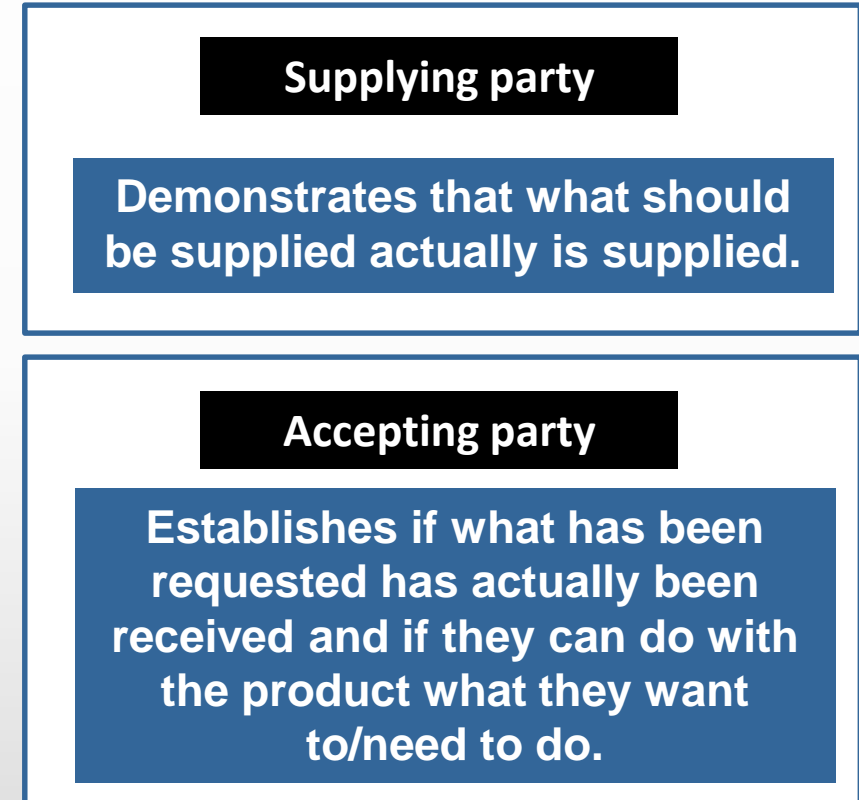 Supplying party
Demonstrates that what should
be supplied actually is supplied.
Accepting party
Establishes if what has been
requested has actually been
received and if they can do with
the product what they want
to/need to do.